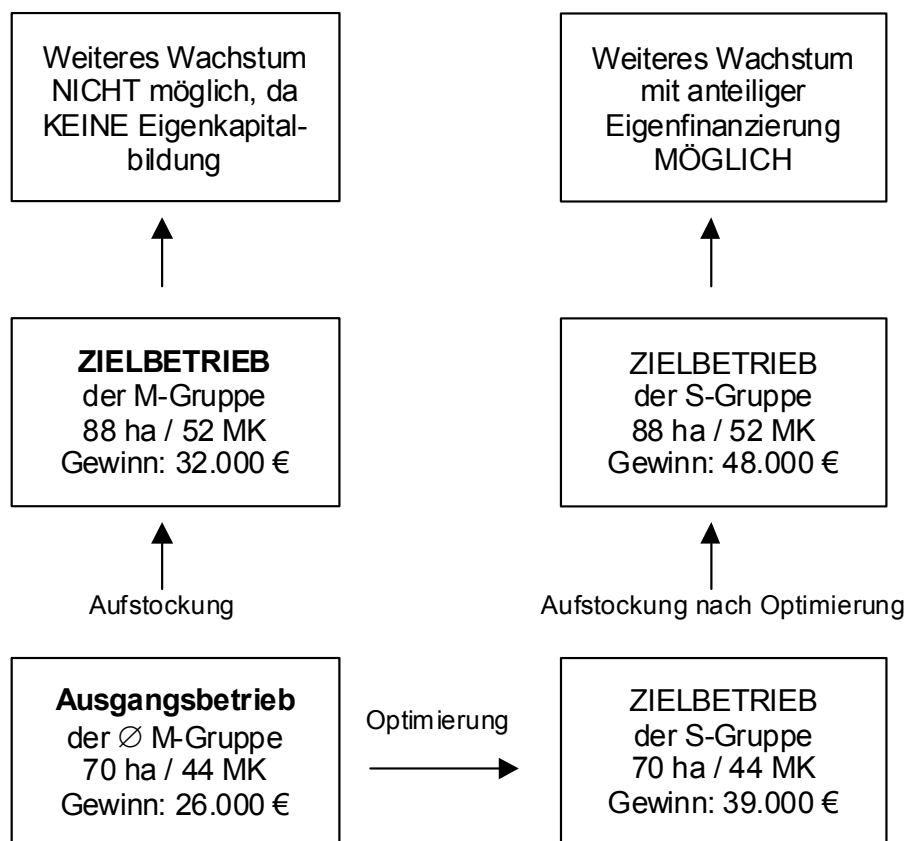 Weiteres Wachstum
NICHT möglich, da
KEINE Eigenkapital-
bildung
Weiteres Wachstum
mit anteiliger
Eigenfinanzierung
MÖGLICH
ZIELBETRIEB
der M-Gruppe
88 ha / 52 MK
Gewinn: 32.000 €
ZIELBETRIEB
der S-Gruppe
88 ha / 52 MK
Gewinn: 48.000 €
Aufstockung
Aufstockung nach Optimierung
Ausgangsbetrieb
der ∅ M-Gruppe
70 ha / 44 MK
Gewinn: 26.000 €
Optimierung
ZIELBETRIEB
der S-Gruppe
70 ha / 44 MK
Gewinn: 39.000 €